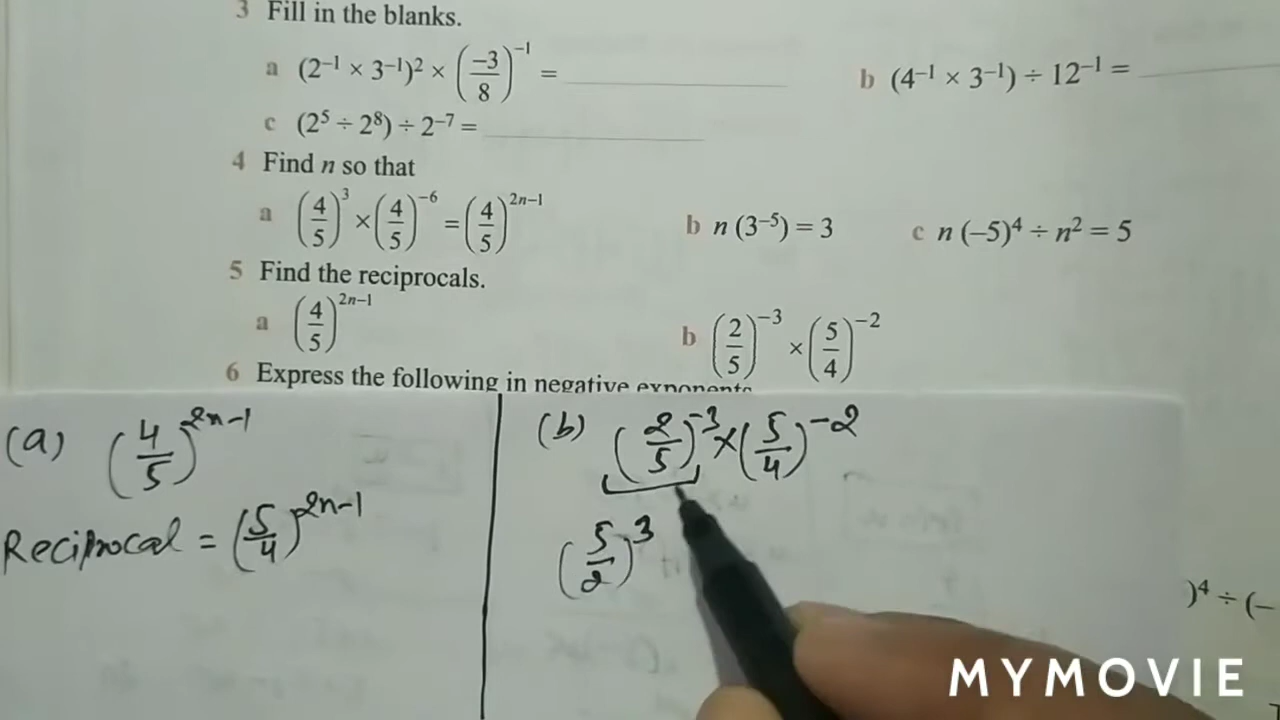 3 Fill in the blanks.
a (2⁻¹ × 3⁻¹)² × (−3/8)⁻¹ = ____________
b (4⁻¹ × 3⁻¹) ÷ 12⁻¹ = ____________
c (2⁵ ÷ 2⁸) ÷ 2⁻⁷ = ____________
4 Find n so that
a (4/5)³ × (4/5)⁻⁶ = (4/5)²ⁿ⁻¹
b n (3⁻⁵) = 3
c n (−5)⁴ ÷ n² = 5
5 Find the reciprocals.
a (4/5)²ⁿ⁻¹
b (2/5)⁻³ × (5/4)⁻²
6 Express the following in negative exponents
(a) (4/5)²ⁿ⁻¹
Reciprocal = (5/4)²ⁿ⁻¹
(b) (2/5)⁻³ × (5/4)⁻²
(5/2)³
)⁴ ÷ (−
MYMOVIE